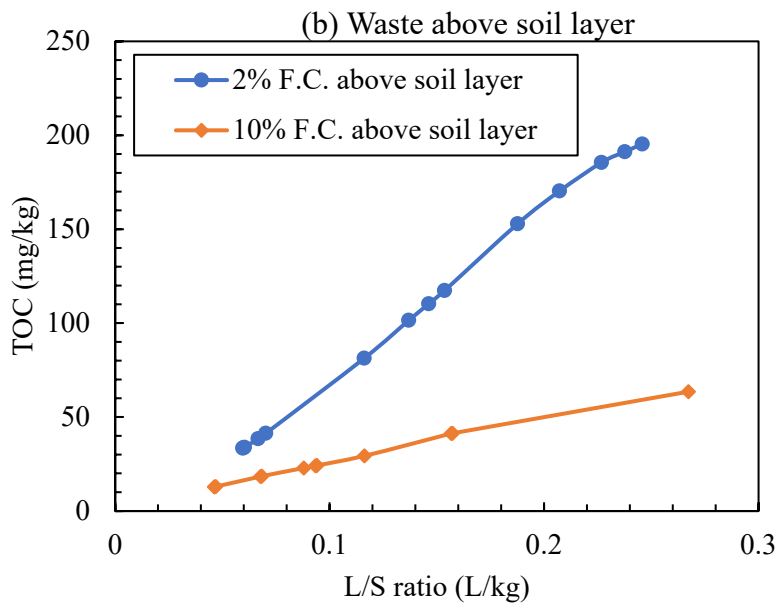 (b) Waste above soil layer
250
200
150
100
50
0
TOC (mg/kg)
2% F.C. above soil layer
10% F.C. above soil layer
0
0.1
0.2
0.3
L/S ratio (L/kg)